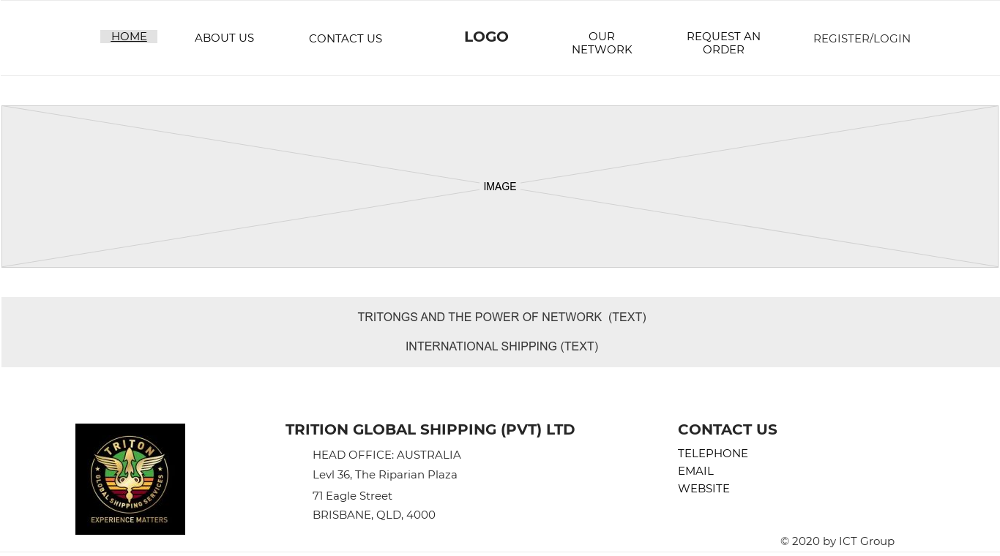 HOME
ABOUT US
CONTACT US
LOGO
OUR
NETWORK
REQUEST AN
ORDER
REGISTER/LOGIN
IMAGE
TRITONGS AND THE POWER OF NETWORK (TEXT)
INTERNATIONAL SHIPPING (TEXT)
TRITON
GLOBAL SHIPPING SERVICES
EXPERIENCE MATTERS
TRITION GLOBAL SHIPPING (PVT) LTD
HEAD OFFICE: AUSTRALIA
Levl 36, The Riparian Plaza
71 Eagle Street
BRISBANE, QLD, 4000
CONTACT US
TELEPHONE
EMAIL
WEBSITE
© 2020 by ICT Group